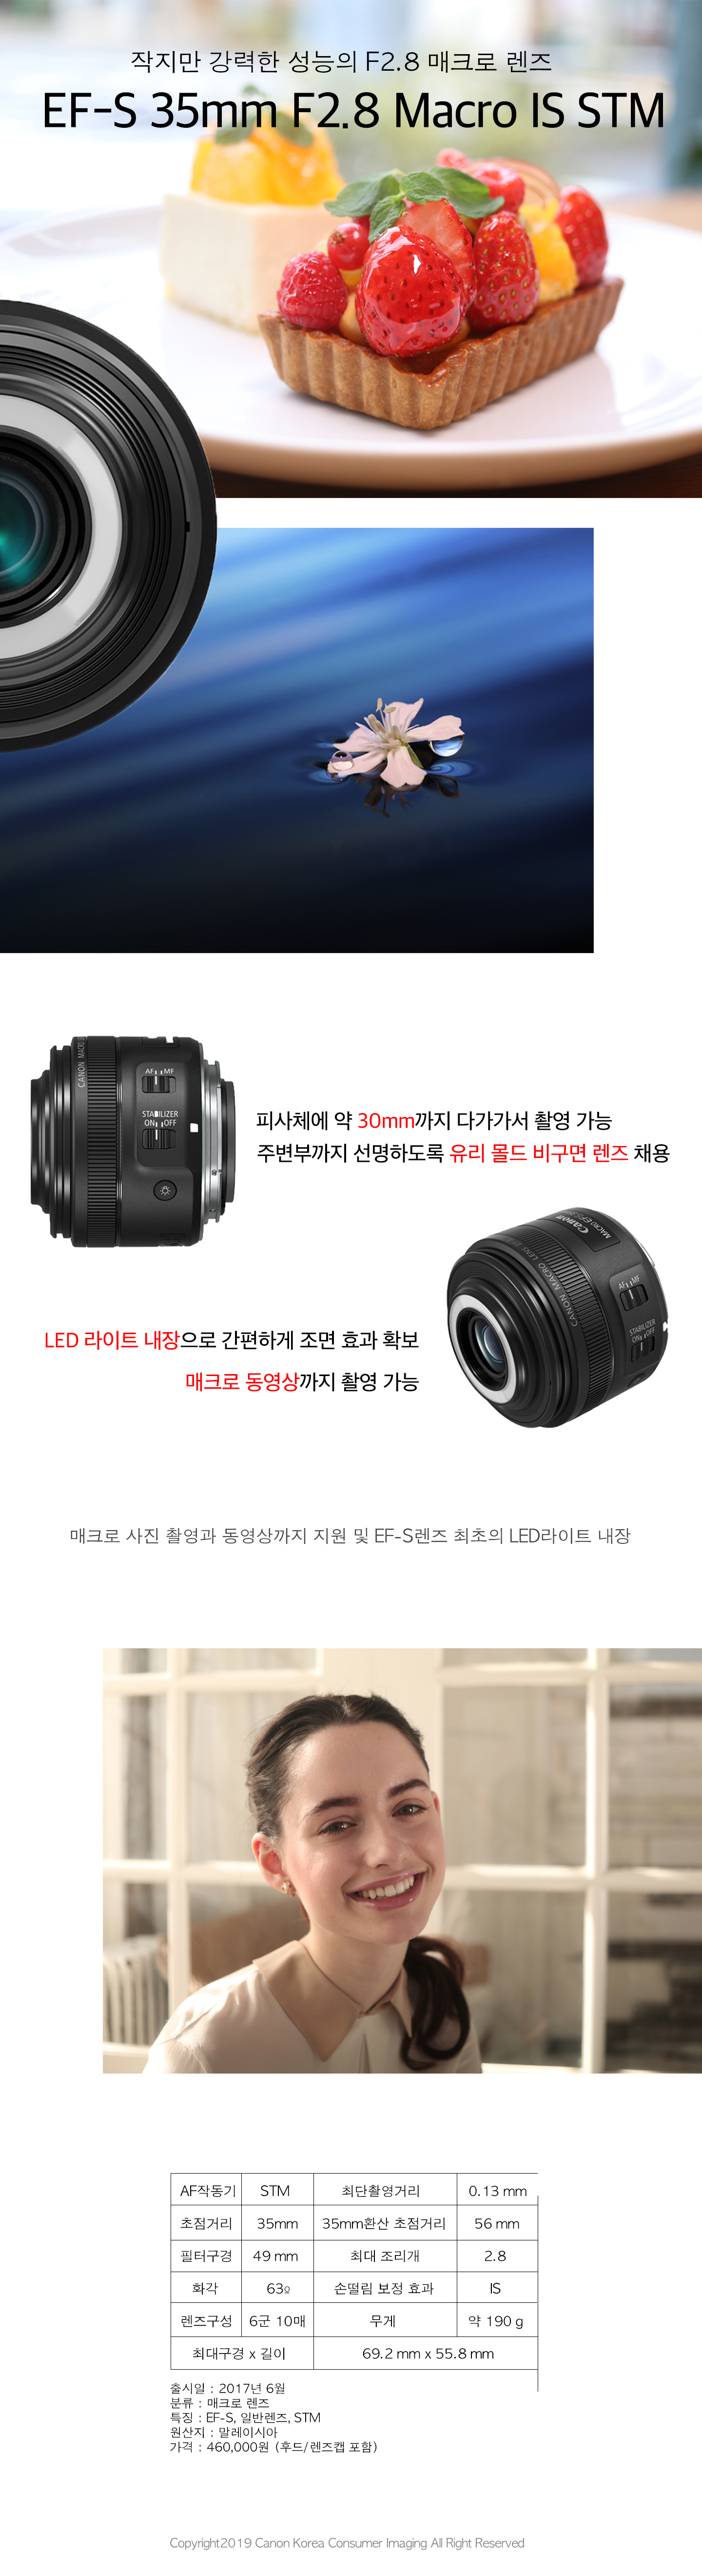 작지만 강력한 성능의 F2.8 매크로 렌즈
EF-S 35mm F2.8 Macro IS STM
CANON MACRO
AF MF
STABILIZER
ON OFF
피사체에 약 30mm까지 다가가서 촬영 가능
주변부까지 선명하도록 유리 몰드 비구면 렌즈 채용
Canon
MACRO EF-S
CANON MACRO LENS
AF MF
STABILIZER
ON OFF
LED 라이트 내장으로 간편하게 조면 효과 확보
매크로 동영상까지 촬영 가능
매크로 사진 촬영과 동영상까지 지원 및 EF-S렌즈 최초의 LED라이트 내장
AF작동기 STM 최단촬영거리 0.13 mm
초점거리 35mm 35mm환산 초점거리 56 mm
필터구경 49 mm 최대 조리개 2.8
화각 63º 손떨림 보정 효과 IS
렌즈구성 6군 10매 무게 약 190 g
최대구경 x 길이 69.2 mm x 55.8 mm
출시일 : 2017년 6월
분류 : 매크로 렌즈
특징 : EF-S, 일반렌즈, STM
원산지 : 말레이시아
가격 : 460,000원 (후드/렌즈캡 포함)
Copyright2019 Canon Korea Consumer Imaging All Right Reserved